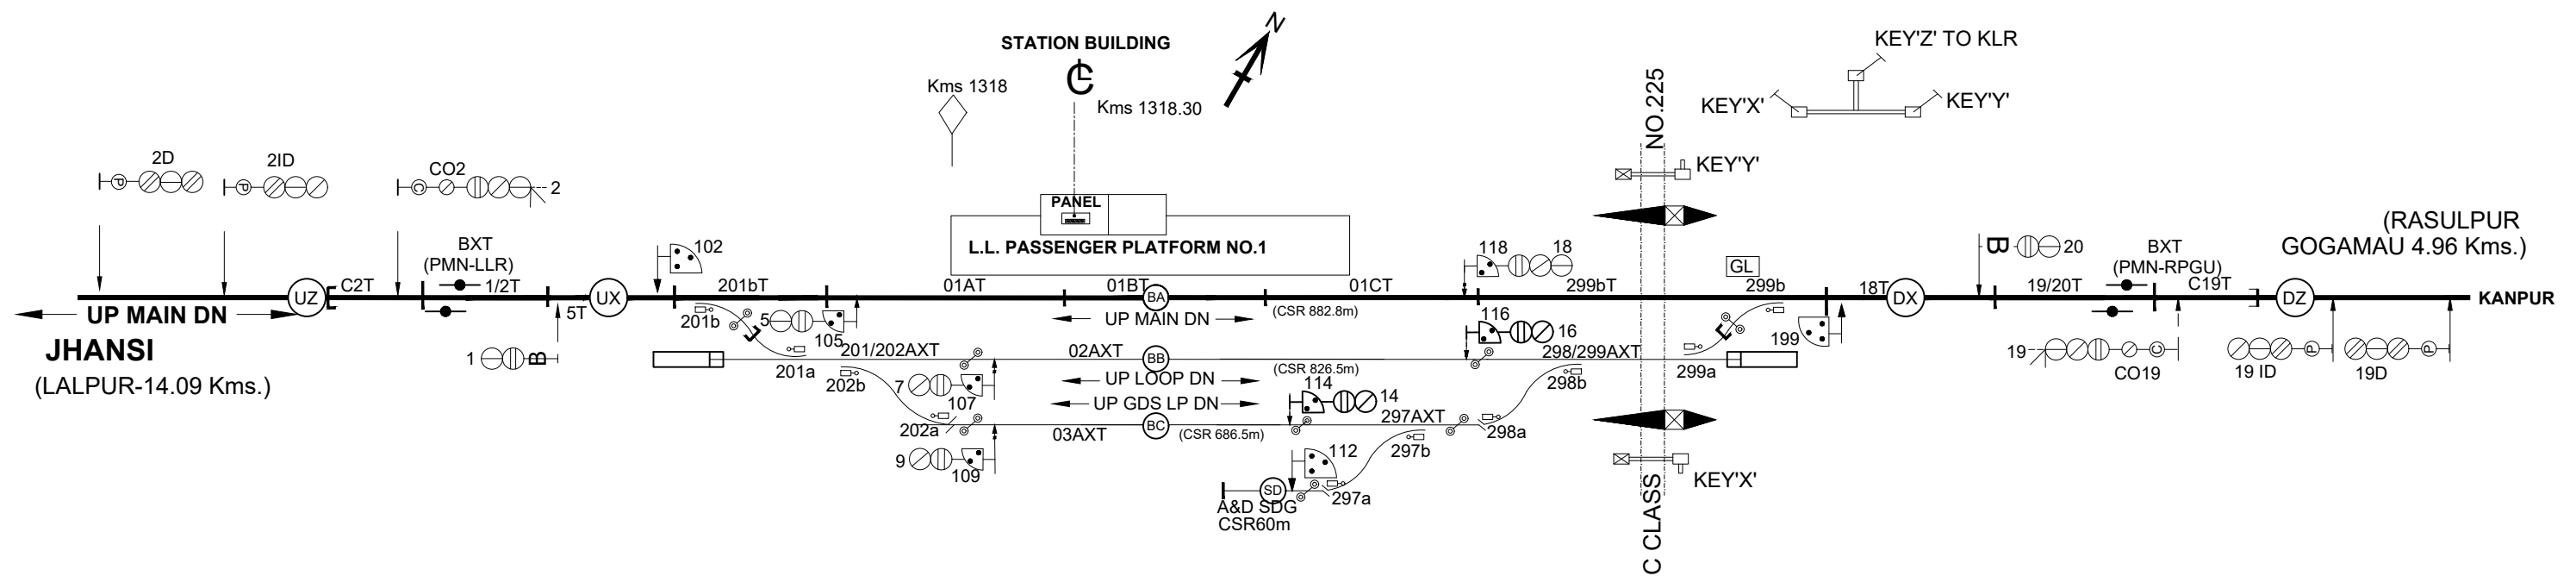 N
KEY'Z' TO KLR
STATION BUILDING
C
L
Kms 1318
Kms 1318.30
KEY'X'
KEY'Y'
NO.225
2D
2ID
CO2
P
P
C
2
KEY'Y'
PANEL
L.L. PASSENGER PLATFORM NO.1
(RASULPUR
GOGAMAU 4.96 Kms.)
BXT
(PMN-LLR)
102
118
18
GL
B
20
BXT
(PMN-RPGU)
UZ
C2T
1/2T
UX
201bT
01AT
01BT
BA
01CT
299bT
299b
18T
DX
19/20T
C19T
DZ
KANPUR
UP MAIN DN
5T
201b
5
105
UP MAIN DN
(CSR 882.8m)
116
16
199
JHANSI
(LALPUR-14.09 Kms.)
1
B
201/202AXT
02AXT
BB
298/299AXT
19
C
CO19
P
19 ID
P
19D
201a
202b
7
107
UP LOOP DN
(CSR 826.5m)
299a
298b
UP GDS LP DN
114
14
202a
03AXT
BC
(CSR 686.5m)
297AXT
298a
9
109
112
297b
KEY'X'
SD
297a
A&D SDG
CSR60m
C CLASS